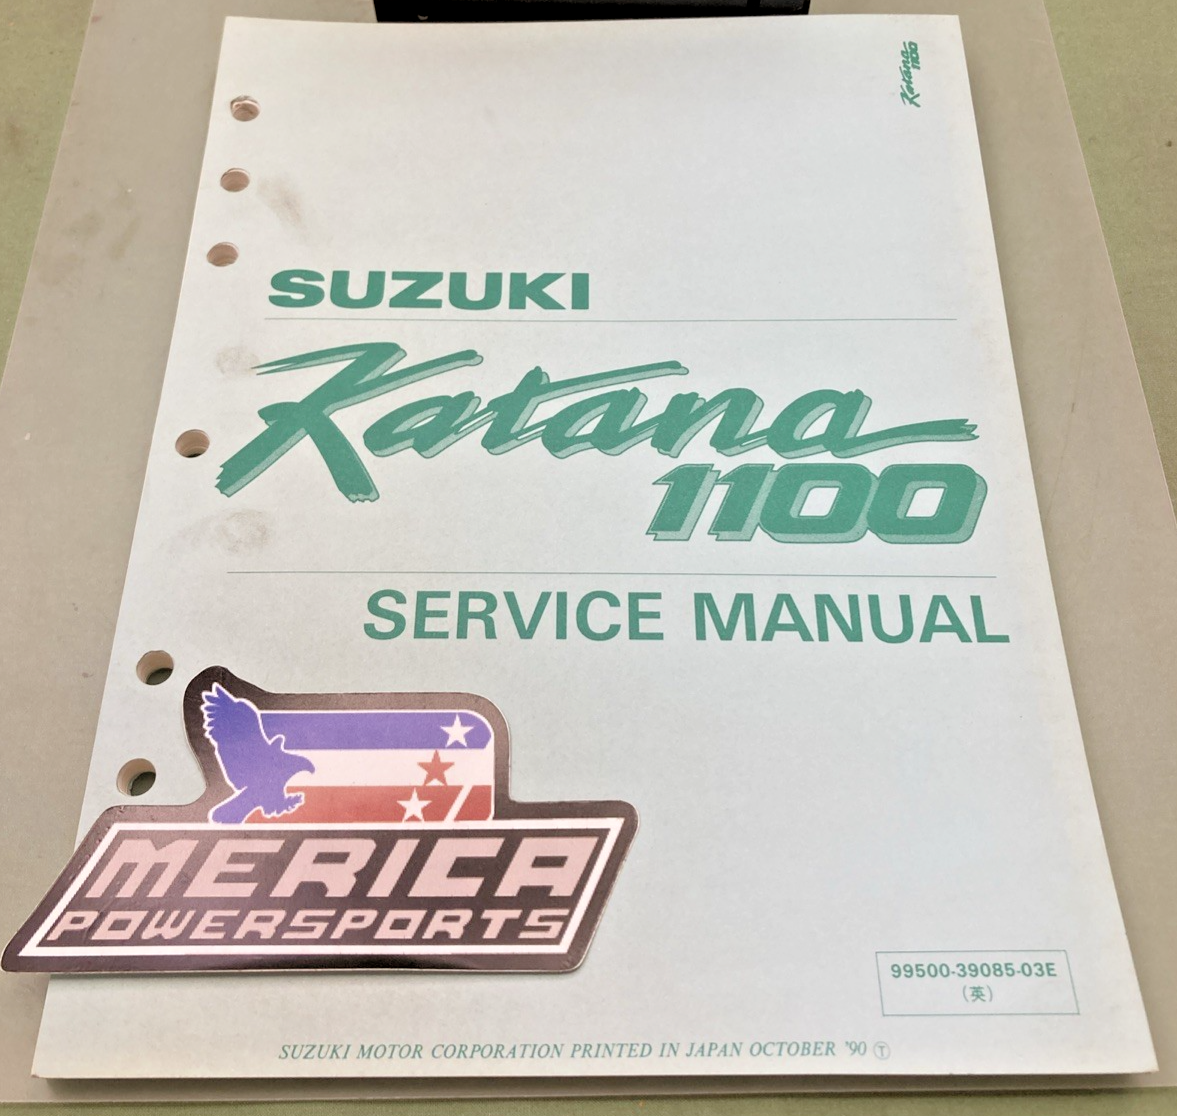 Katana
1100
SUZUKI
Katana
1100
SERVICE MANUAL
MERICA
POWERSPORTS
99500-39085-03E
(英)
SUZUKI MOTOR CORPORATION PRINTED IN JAPAN OCTOBER '90 Ⓣ